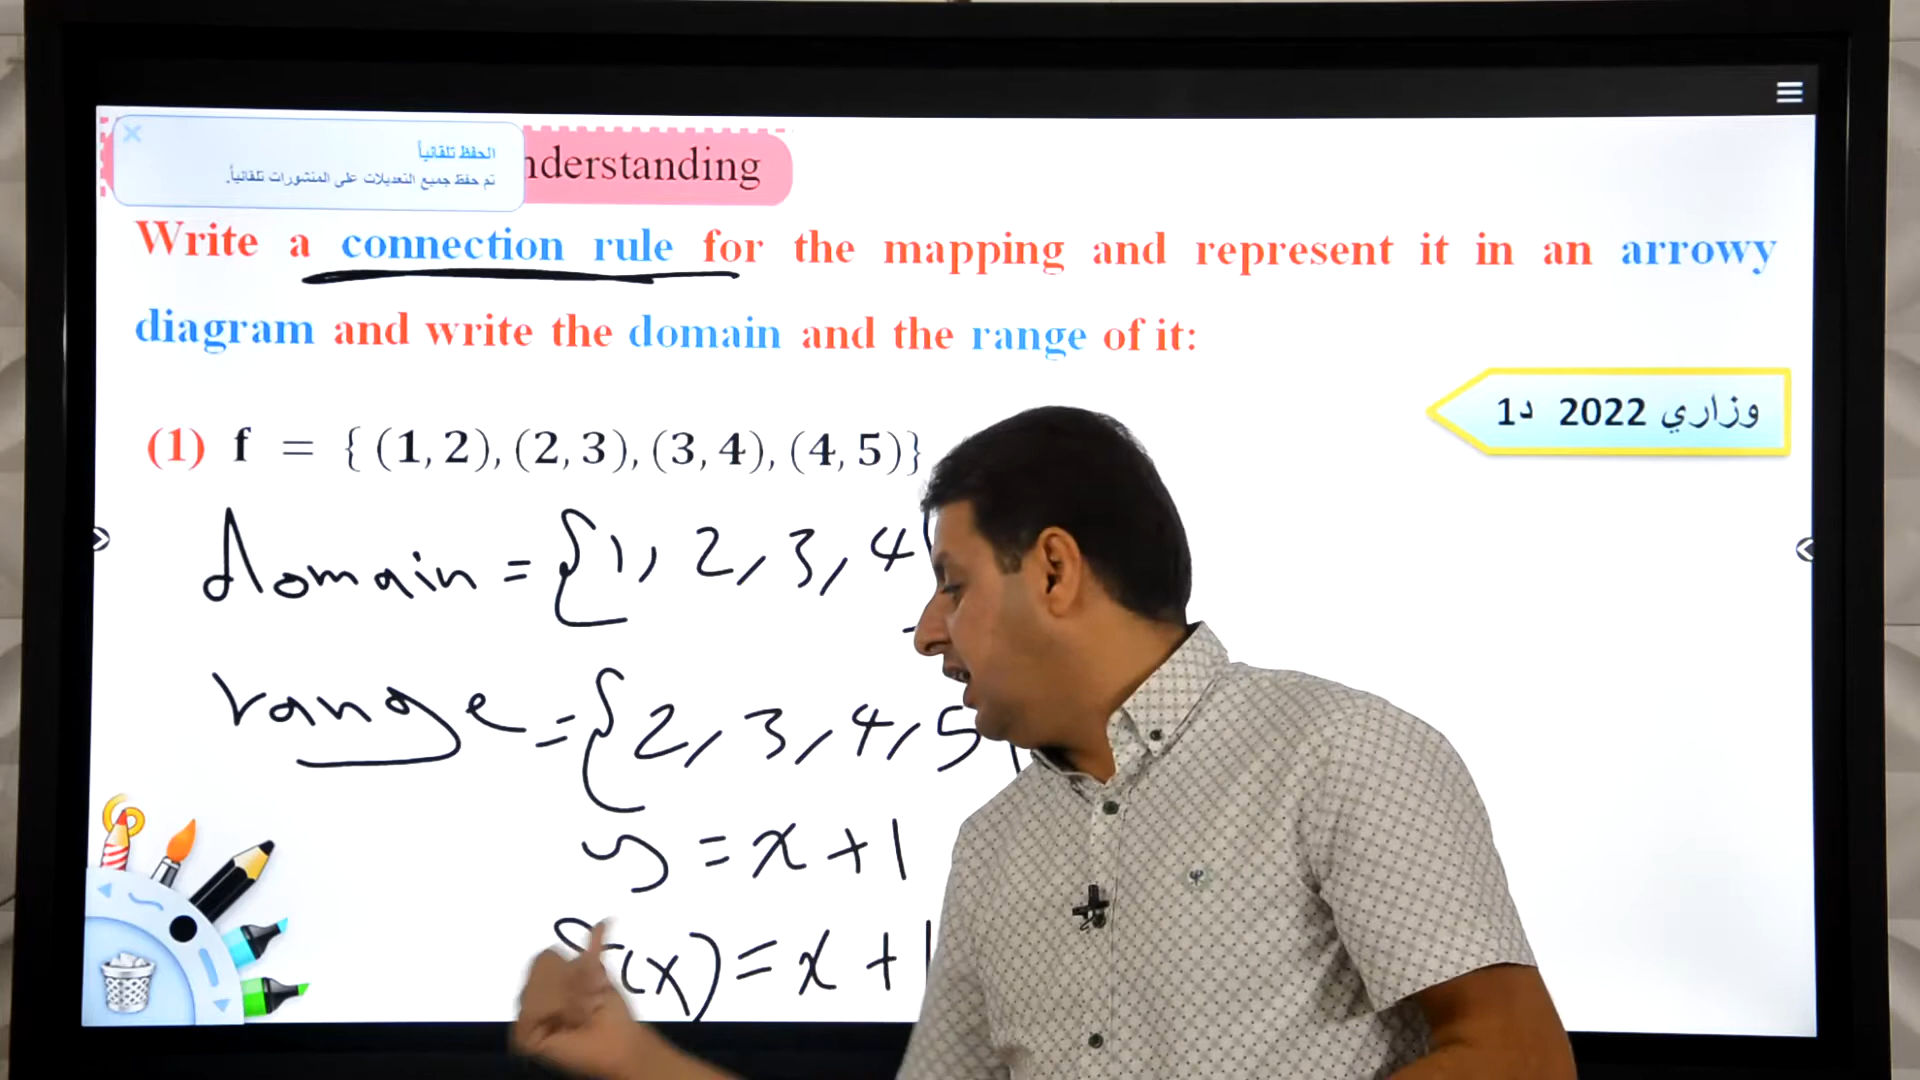 الحفظ تلقائياً
تم حفظ جميع التعديلات على المنشورات تلقائياً.
nderstanding
Write a connection rule for the mapping and represent it in an arrowy
diagram and write the domain and the range of it:
وزاري 2022 د1
(1) f = { (1, 2), (2, 3), (3, 4), (4, 5)}
domain = {1, 2, 3, 4
range = {2, 3, 4, 5
y = x + 1
(x) = x + 1